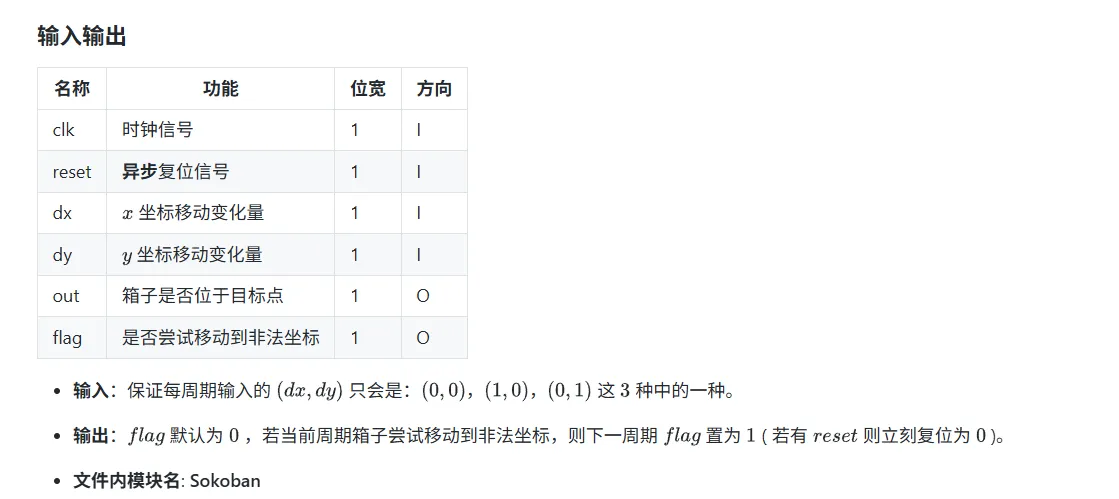 输入输出
名称 功能 位宽 方向
clk 时钟信号 1 I
reset 异步复位信号 1 I
dx x 坐标移动变化量 1 I
dy y 坐标移动变化量 1 I
out 箱子是否位于目标点 1 O
flag 是否尝试移动到非法坐标 1 O
• 输入：保证每周期输入的 (dx, dy) 只会是：(0, 0)，(1, 0)，(0, 1) 这 3 种中的一种。
• 输出：flag 默认为 0 ，若当前周期箱子尝试移动到非法坐标，则下一周期 flag 置为 1 ( 若有 reset 则立刻复位为 0 )。
• 文件内模块名: Sokoban